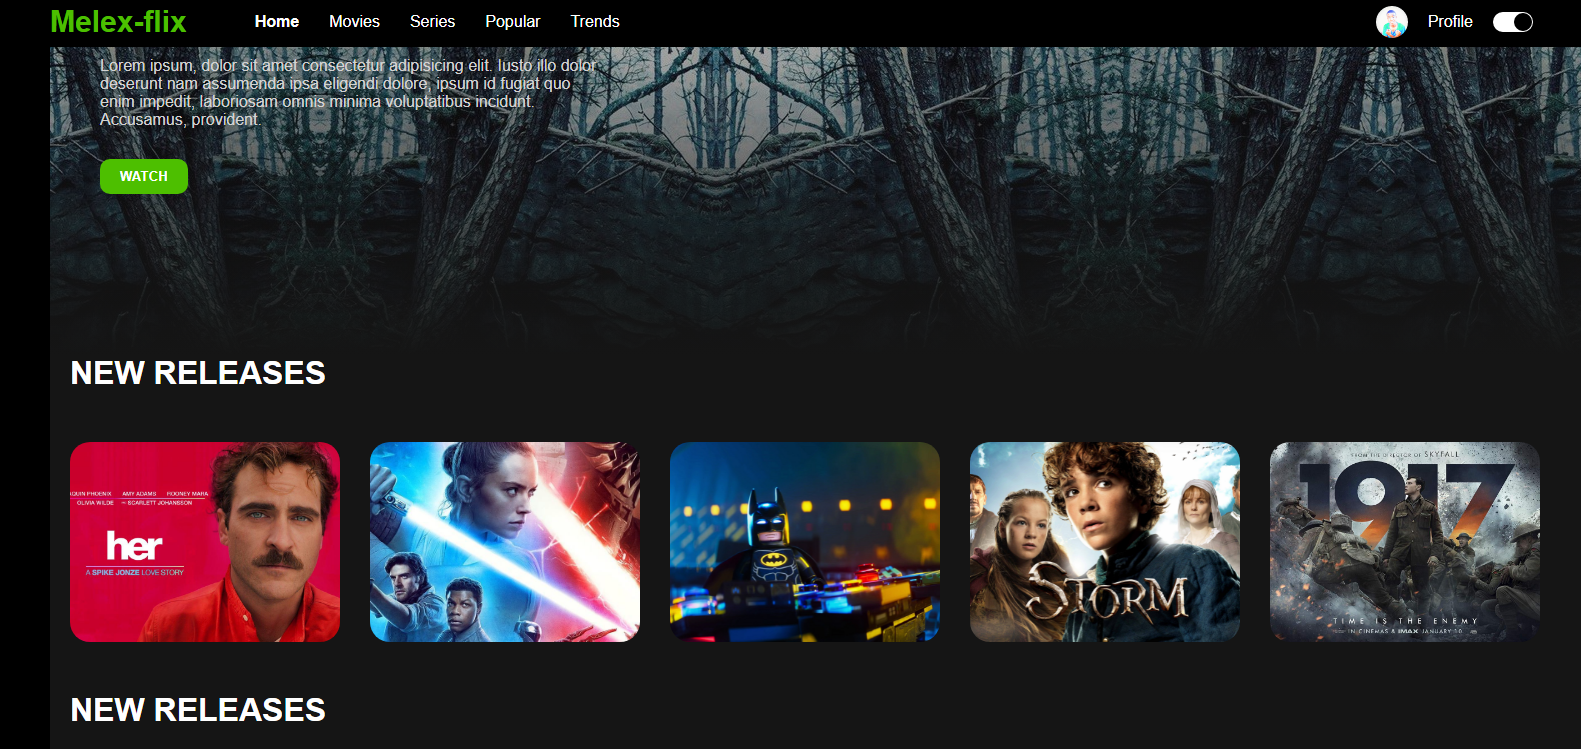 Melex-flix Home Movies Series Popular Trends Profile
Lorem ipsum, dolor sit amet consectetur adipisicing elit. Iusto illo dolor
deserunt nam assumenda ipsa eligendi dolore, ipsum id fugiat quo
enim impedit, laboriosam omnis minima voluptatibus incidunt.
Accusamus, provident.
WATCH
NEW RELEASES
QUIN PHOENIX AMY ADAMS ROONEY MARA
OLIVIA WILDE SCARLETT JOHANSSON
her
A SPIKE JONZE LOVE STORY
STORM
FROM THE DIRECTOR OF SKYFALL
1917
TIME IS THE ENEMY
IN CINEMAS & IMAX JANUARY 10
NEW RELEASES